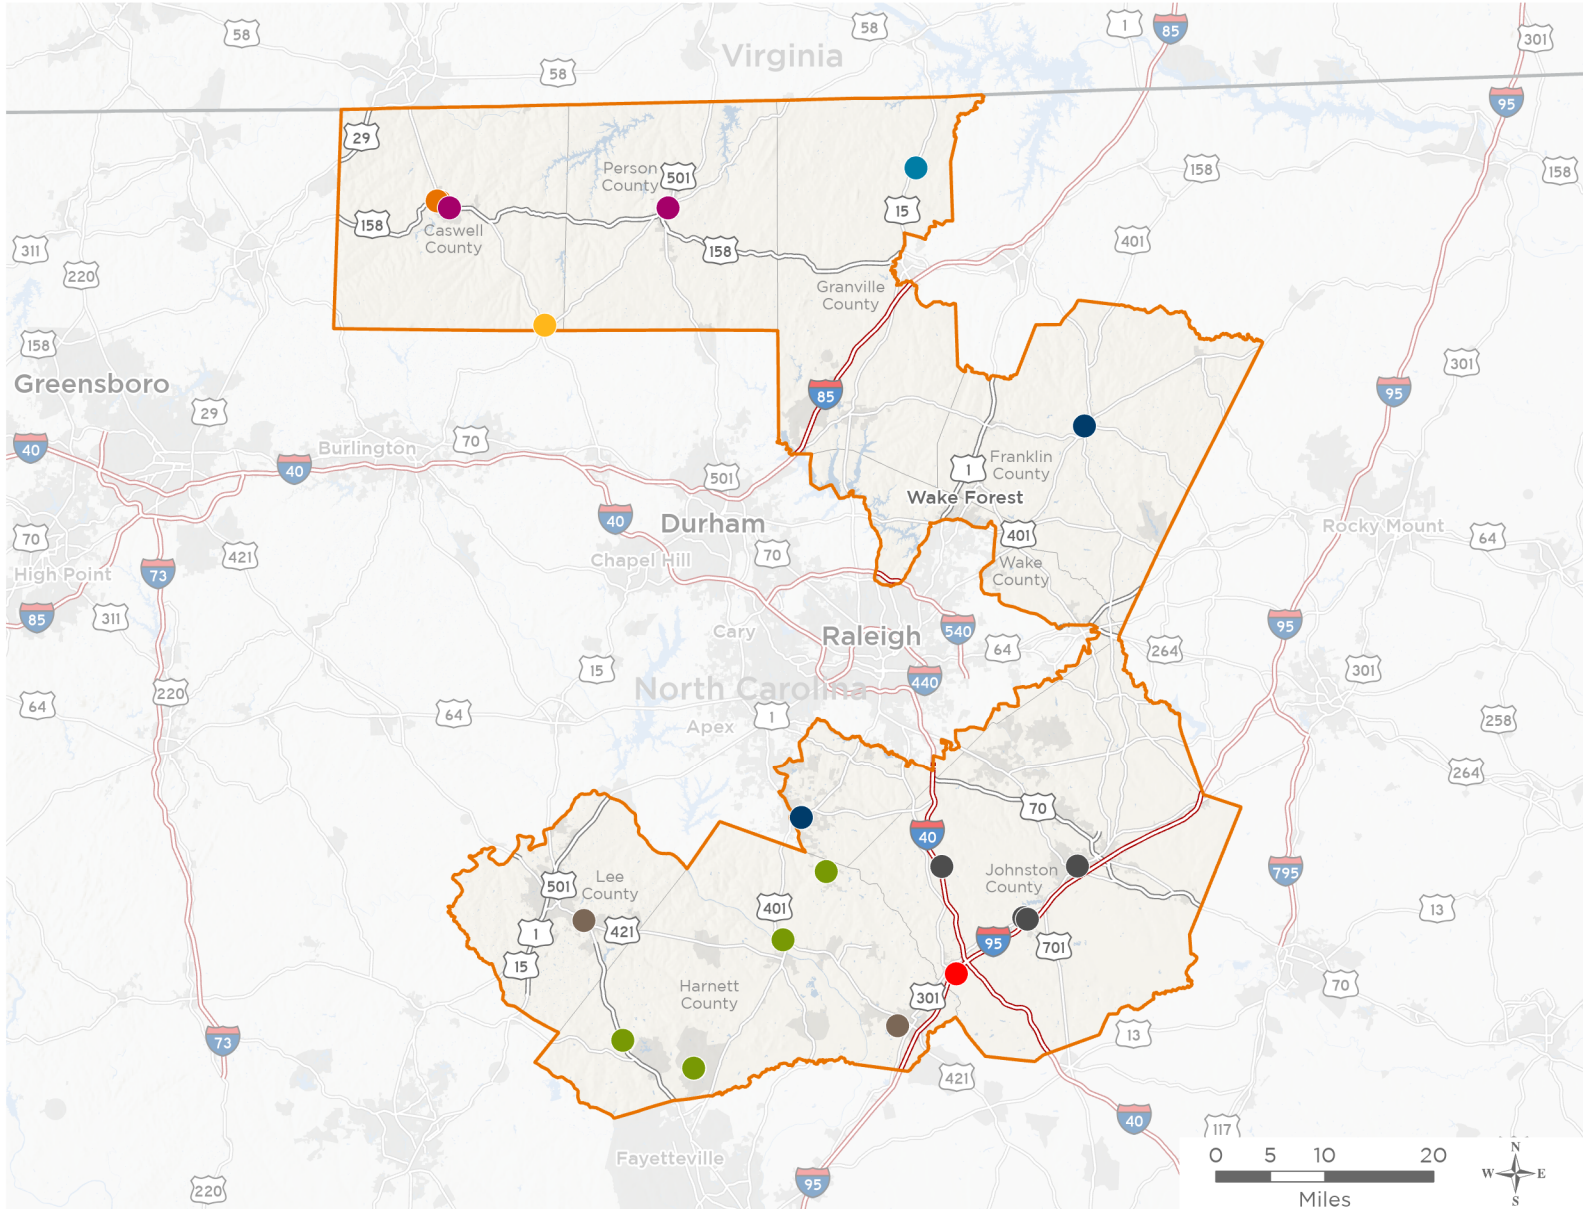 58
58
1
85
301
Virginia
58
95
29
Person
County
501
158
158
15
158
Caswell
County
158
401
311
220
Granville
County
158
301
Greensboro
29
85
95
40
Burlington
70
40
501
1
Franklin
County
Wake Forest
40
Durham
70
Chapel Hill
401
Wake
County
Rocky Mount
64
70
421
High Point
73
85
311
Cary
Raleigh
540
64
264
95
15
301
North Carolina
440
220
64
64
Apex
1
258
264
70
40
Lee
County
501
Johnston
County
795
401
13
1
421
95
701
15
Harnett
County
301
70
73
13
421
40
117
Fayetteville
220
95
0 5 10 20
Miles
N
W E
S